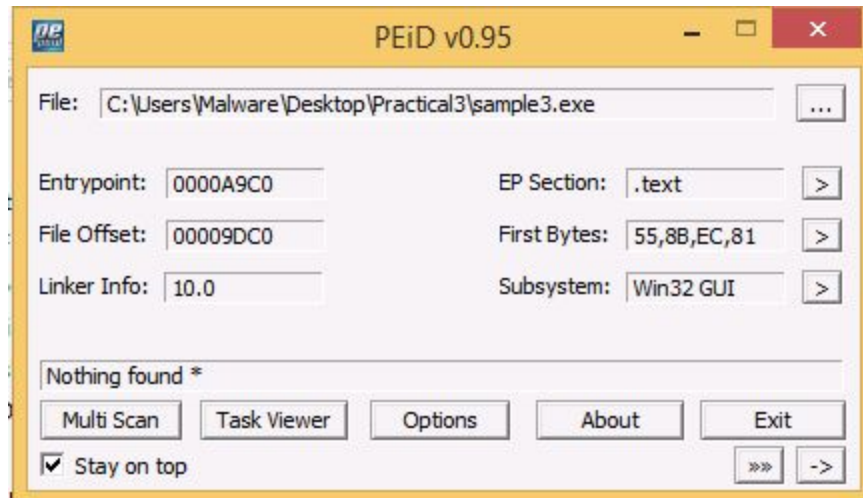 PEiD v0.95
File: C:\Users\Malware\Desktop\Practical3\sample3.exe ...
Entrypoint: 0000A9C0 EP Section: .text >
File Offset: 00009DC0 First Bytes: 55,8B,EC,81 >
Linker Info: 10.0 Subsystem: Win32 GUI >
Nothing found *
Multi Scan Task Viewer Options About Exit
Stay on top »» ->